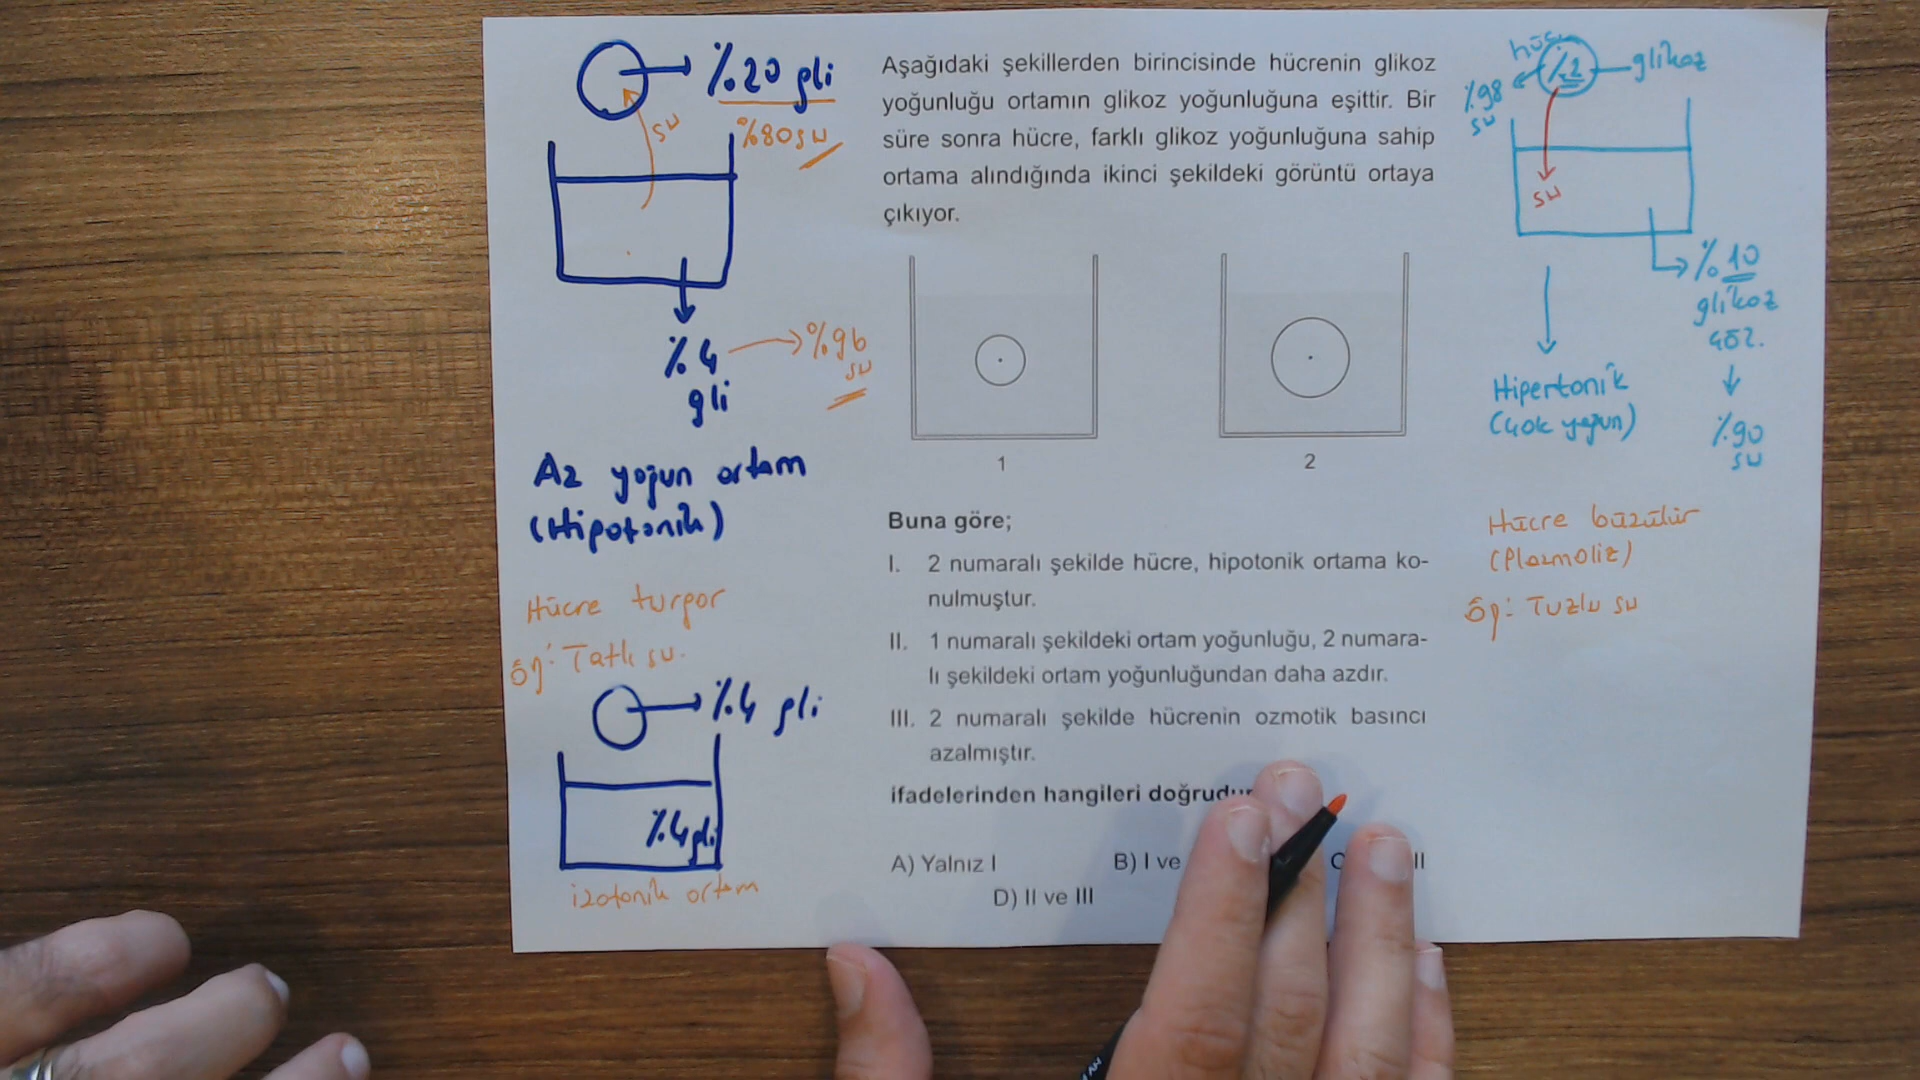 %20 gli
%80 su
su
%4
gli
%96
su
Az yoğun ortam
(Hipotonik)
Hücre turgor
Ög: Tatlı su.
%4 gli
%4 gli
izotonik ortam
Aşağıdaki şekillerden birincisinde hücrenin glikoz
yoğunluğu ortamın glikoz yoğunluğuna eşittir. Bir
süre sonra hücre, farklı glikoz yoğunluğuna sahip
ortama alındığında ikinci şekildeki görüntü ortaya
çıkıyor.
1
2
Buna göre;
I. 2 numaralı şekilde hücre, hipotonik ortama ko-
nulmuştur.
II. 1 numaralı şekildeki ortam yoğunluğu, 2 numara-
lı şekildeki ortam yoğunluğundan daha azdır.
III. 2 numaralı şekilde hücrenin ozmotik basıncı
azalmıştır.
ifadelerinden hangileri doğrudur
A) Yalnız I
B) I ve
C
II
D) II ve III
%2
glikoz
%98
su
su
%10
glikoz
çöz.
%90
su
Hipertonik
(çok yoğun)
Hücre büzülür
(Plazmoliz)
Ög: Tuzlu su